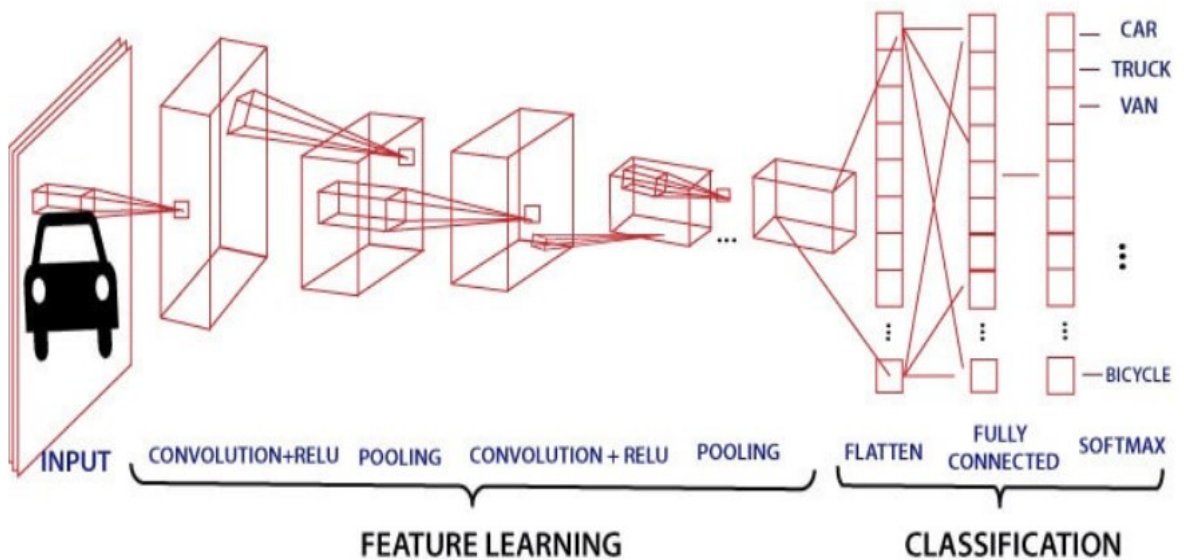 CAR
TRUCK
VAN
...
...
...
...
...
BICYCLE
INPUT
CONVOLUTION+RELU
POOLING
CONVOLUTION + RELU
POOLING
FLATTEN
FULLY
CONNECTED
SOFTMAX
FEATURE LEARNING
CLASSIFICATION